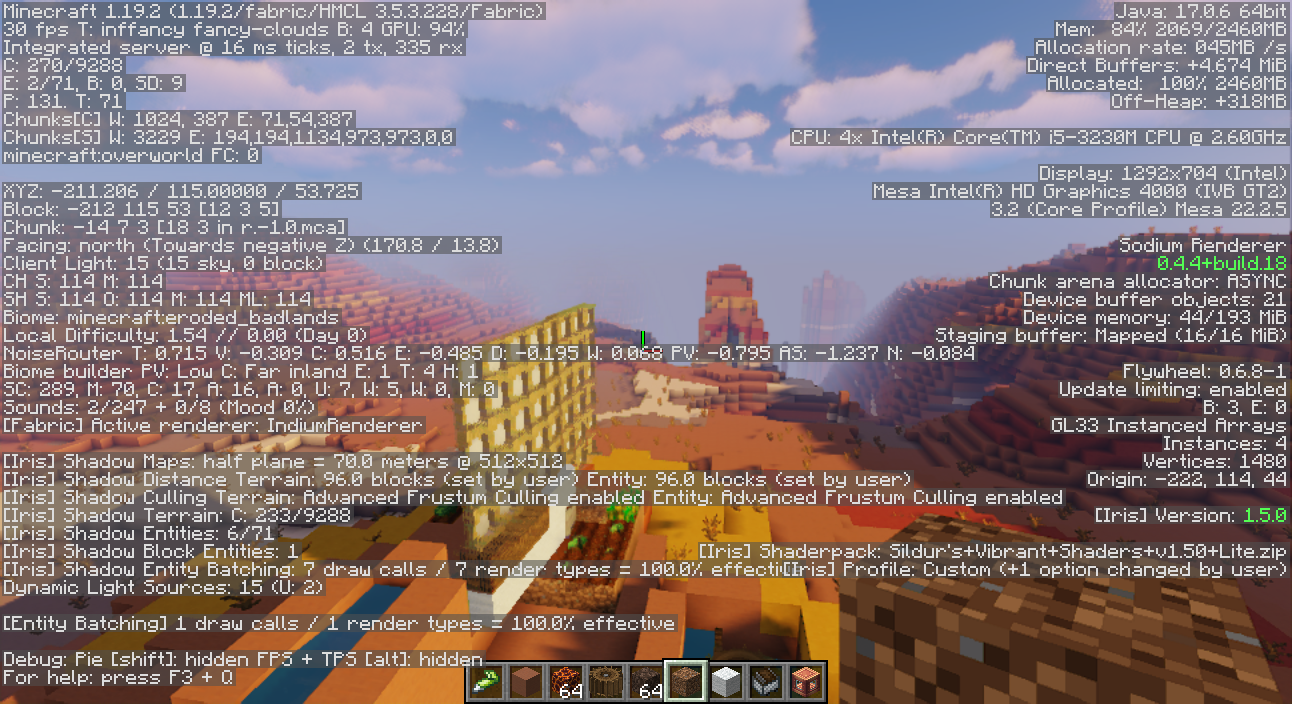 Minecraft 1.19.2 (1.19.2/fabric/HMCL 3.5.3.228/Fabric)
30 fps T: inffancy fancy-clouds B: 4 GPU: 94%
Integrated server @ 16 ms ticks, 2 tx, 335 rx
C: 270/9288
E: 2/71, B: 0, SD: 9
P: 131. T: 71
Chunks[C] W: 1024, 387 E: 71,54,387
Chunks[S] W: 3229 E: 194,194,1134,973,973,0,0
minecraft:overworld FC: 0
XYZ: -211.206 / 115.00000 / 53.725
Block: -212 115 53 [12 3 5]
Chunk: -14 7 3 [18 3 in r.-1.0.mca]
Facing: north (Towards negative Z) (170.8 / 13.8)
Client Light: 15 (15 sky, 0 block)
CH S: 114 M: 114
SH S: 114 O: 114 M: 114 ML: 114
Biome: minecraft:eroded_badlands
Local Difficulty: 1.54 // 0.00 (Day 0)
NoiseRouter T: 0.715 V: -0.309 C: 0.516 E: -0.485 D: -0.195 W: 0.068 PV: -0.795 AS: -1.237 N: -0.084
Biome builder PV: Low C: Far inland E: 1 T: 4 H: 1
SC: 289, M: 70, C: 17, A: 16, A: 0, U: 7, W: 5, W: 0, M: 0
Sounds: 2/247 + 0/8 (Mood 0%)
[Fabric] Active renderer: IndiumRenderer
[Iris] Shadow Maps: half plane = 70.0 meters @ 512x512
[Iris] Shadow Distance Terrain: 96.0 blocks (set by user) Entity: 96.0 blocks (set by user)
[Iris] Shadow Culling Terrain: Advanced Frustum Culling enabled Entity: Advanced Frustum Culling enabled
[Iris] Shadow Terrain: C: 233/9288
[Iris] Shadow Entities: 6/71
[Iris] Shadow Block Entities: 1
[Iris] Shadow Entity Batching: 7 draw calls / 7 render types = 100.0% effecti
Dynamic Light Sources: 15 (U: 2)
[Entity Batching] 1 draw calls / 1 render types = 100.0% effective
Debug: Pie [shift]: hidden FPS + TPS [alt]: hidden
For help: press F3 + Q
Java: 17.0.6 64bit
Mem: 84% 2069/2460MB
Allocation rate: 045MB /s
Direct Buffers: +4.674 MiB
Allocated: 100% 2460MB
Off-Heap: +318MB
CPU: 4x Intel(R) Core(TM) i5-3230M CPU @ 2.60GHz
Display: 1292x704 (Intel)
Mesa Intel(R) HD Graphics 4000 (IVB GT2)
3.2 (Core Profile) Mesa 22.2.5
Sodium Renderer
0.4.4+build.18
Chunk arena allocator: ASYNC
Device buffer objects: 21
Device memory: 44/193 MiB
Staging buffer: Mapped (16/16 MiB)
Flywheel: 0.6.8-1
Update limiting: enabled
B: 3, E: 0
GL33 Instanced Arrays
Instances: 4
Vertices: 1480
Origin: -222, 114, 44
[Iris] Version: 1.5.0
[Iris] Shaderpack: Sildur's+Vibrant+Shaders+v1.50+Lite.zip
[Iris] Profile: Custom (+1 option changed by user)
64
64